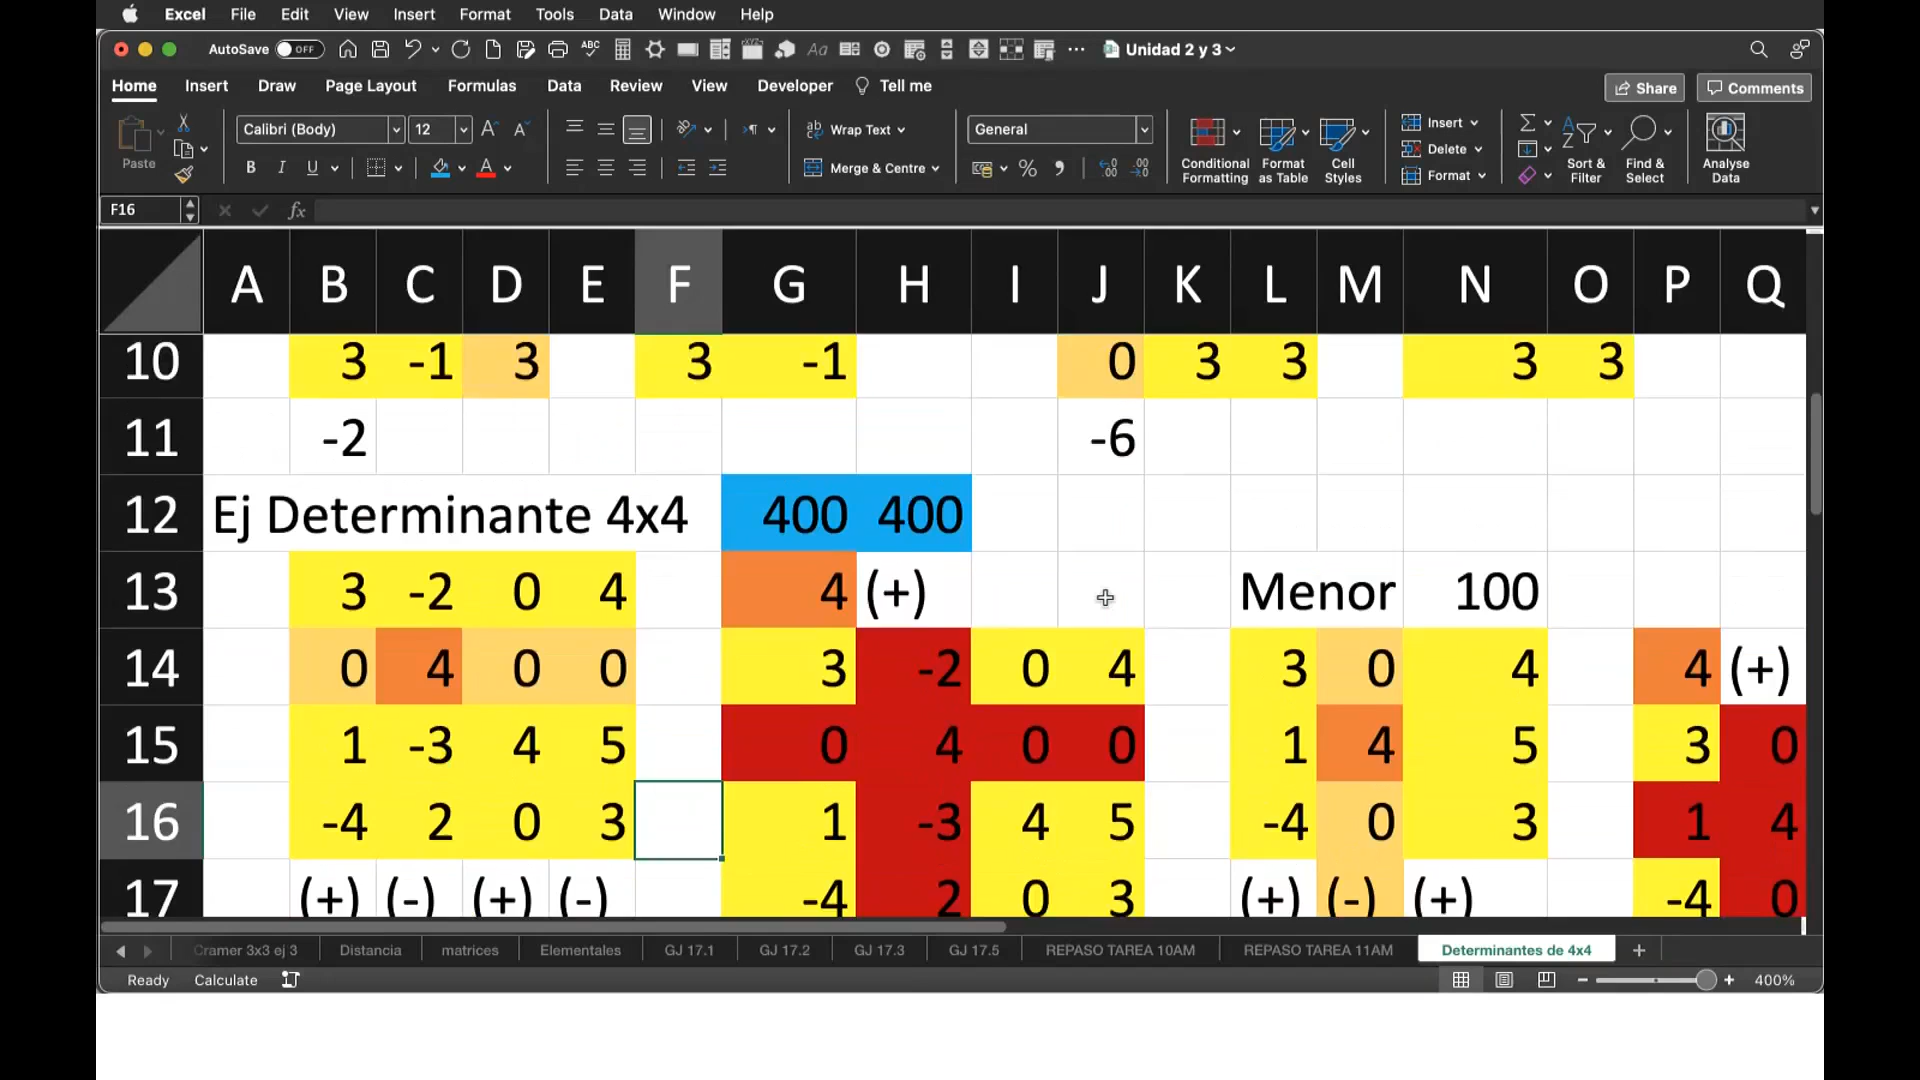 Excel File Edit View Insert Format Tools Data Window Help
AutoSave OFF Unidad 2 y 3
Home Insert Draw Page Layout Formulas Data Review View Developer Tell me Share Comments
Paste Calibri (Body) 12 Wrap Text General Insert
B I U Merge & Centre Conditional Formatting Format as Table Cell Styles Delete Format Sort & Filter Find & Select Analyse Data
F16 fx
A B C D E F G H I J K L M N O P Q
10 3 -1 3 3 -1 0 3 3 3 3
11 -2 -6
12 Ej Determinante 4x4 400 400
13 3 -2 0 4 4 (+) Menor 100
14 0 4 0 0 3 -2 0 4 3 0 4 4 (+)
15 1 -3 4 5 0 4 0 0 1 4 5 3 0
16 -4 2 0 3 1 -3 4 5 -4 0 3 1 4
17 (+) (-) (+) (-) -4 2 0 3 (+) (-) (+) -4 0
Cramer 3x3 ej 3 Distancia matrices Elementales GJ 17.1 GJ 17.2 GJ 17.3 GJ 17.5 REPASO TAREA 10AM REPASO TAREA 11AM Determinantes de 4x4 +
Ready Calculate 400%